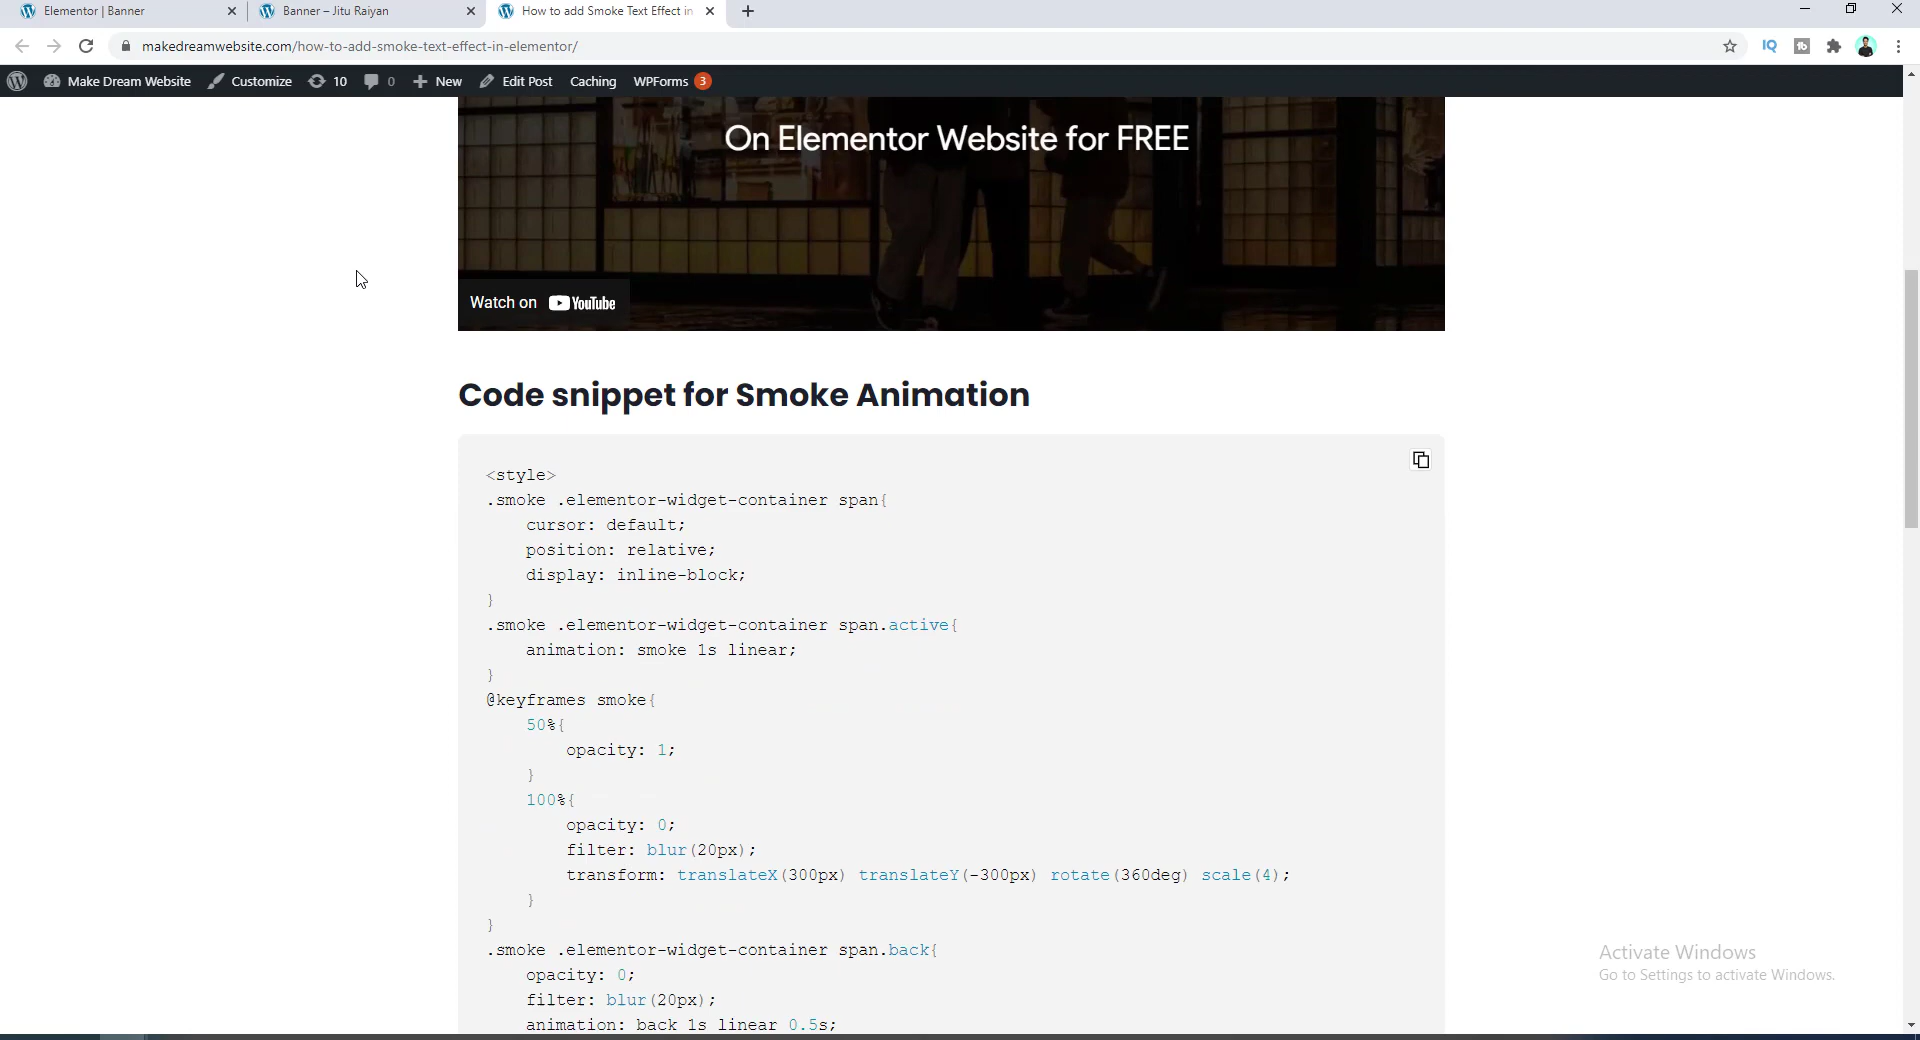 Elementor | Banner
Banner – Jitu Raiyan
How to add Smoke Text Effect in
makedreamwebsite.com/how-to-add-smoke-text-effect-in-elementor/
IQ
tb
Make Dream Website
Customize
10
0
New
Edit Post
Caching
WPForms
3
On Elementor Website for FREE
Watch on YouTube
Code snippet for Smoke Animation
<style>
.smoke .elementor-widget-container span{
cursor: default;
position: relative;
display: inline-block;
}
.smoke .elementor-widget-container span.active{
animation: smoke 1s linear;
}
@keyframes smoke{
50%{
opacity: 1;
}
100%{
opacity: 0;
filter: blur(20px);
transform: translateX(300px) translateY(-300px) rotate(360deg) scale(4);
}
}
.smoke .elementor-widget-container span.back{
opacity: 0;
filter: blur(20px);
animation: back 1s linear 0.5s;
Activate Windows
Go to Settings to activate Windows.